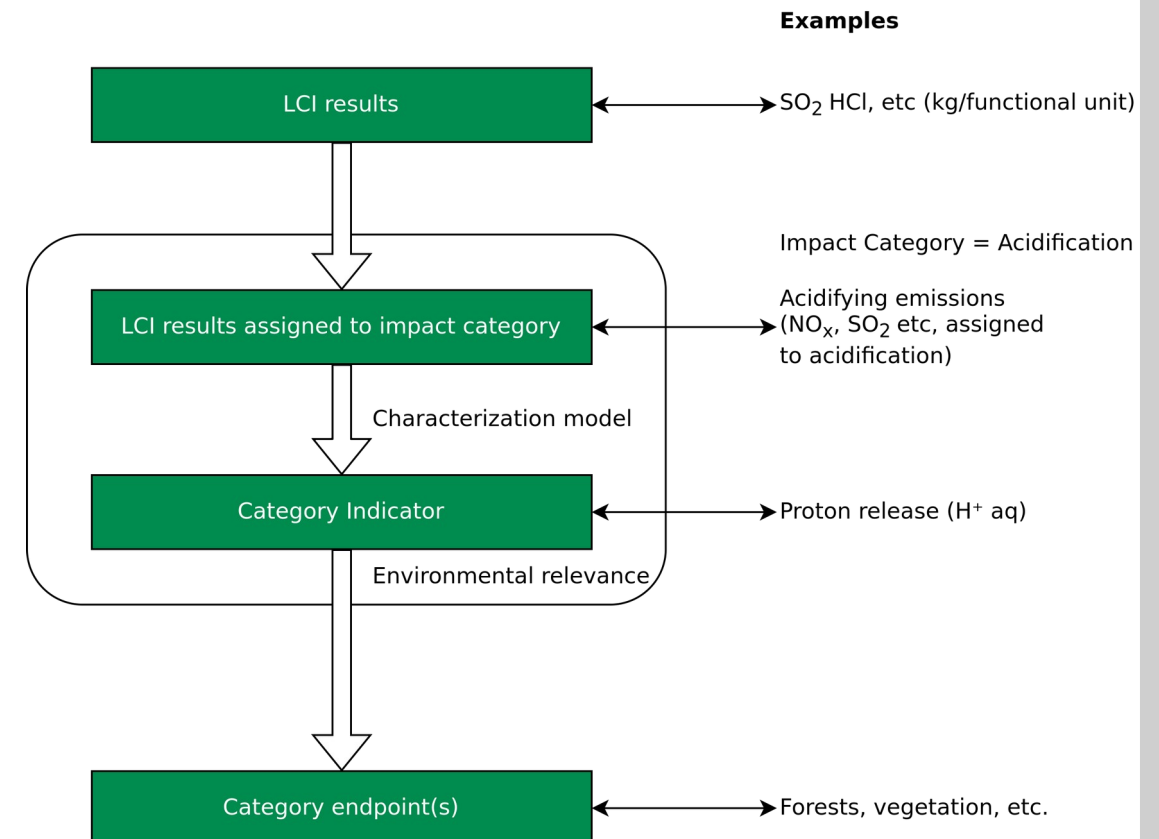 Examples
LCI results
SO₂ HCl, etc (kg/functional unit)
Impact Category = Acidification
LCI results assigned to impact category
Acidifying emissions
(NOₓ, SO₂ etc, assigned
to acidification)
Characterization model
Category Indicator
Proton release (H⁺ aq)
Environmental relevance
Category endpoint(s)
Forests, vegetation, etc.